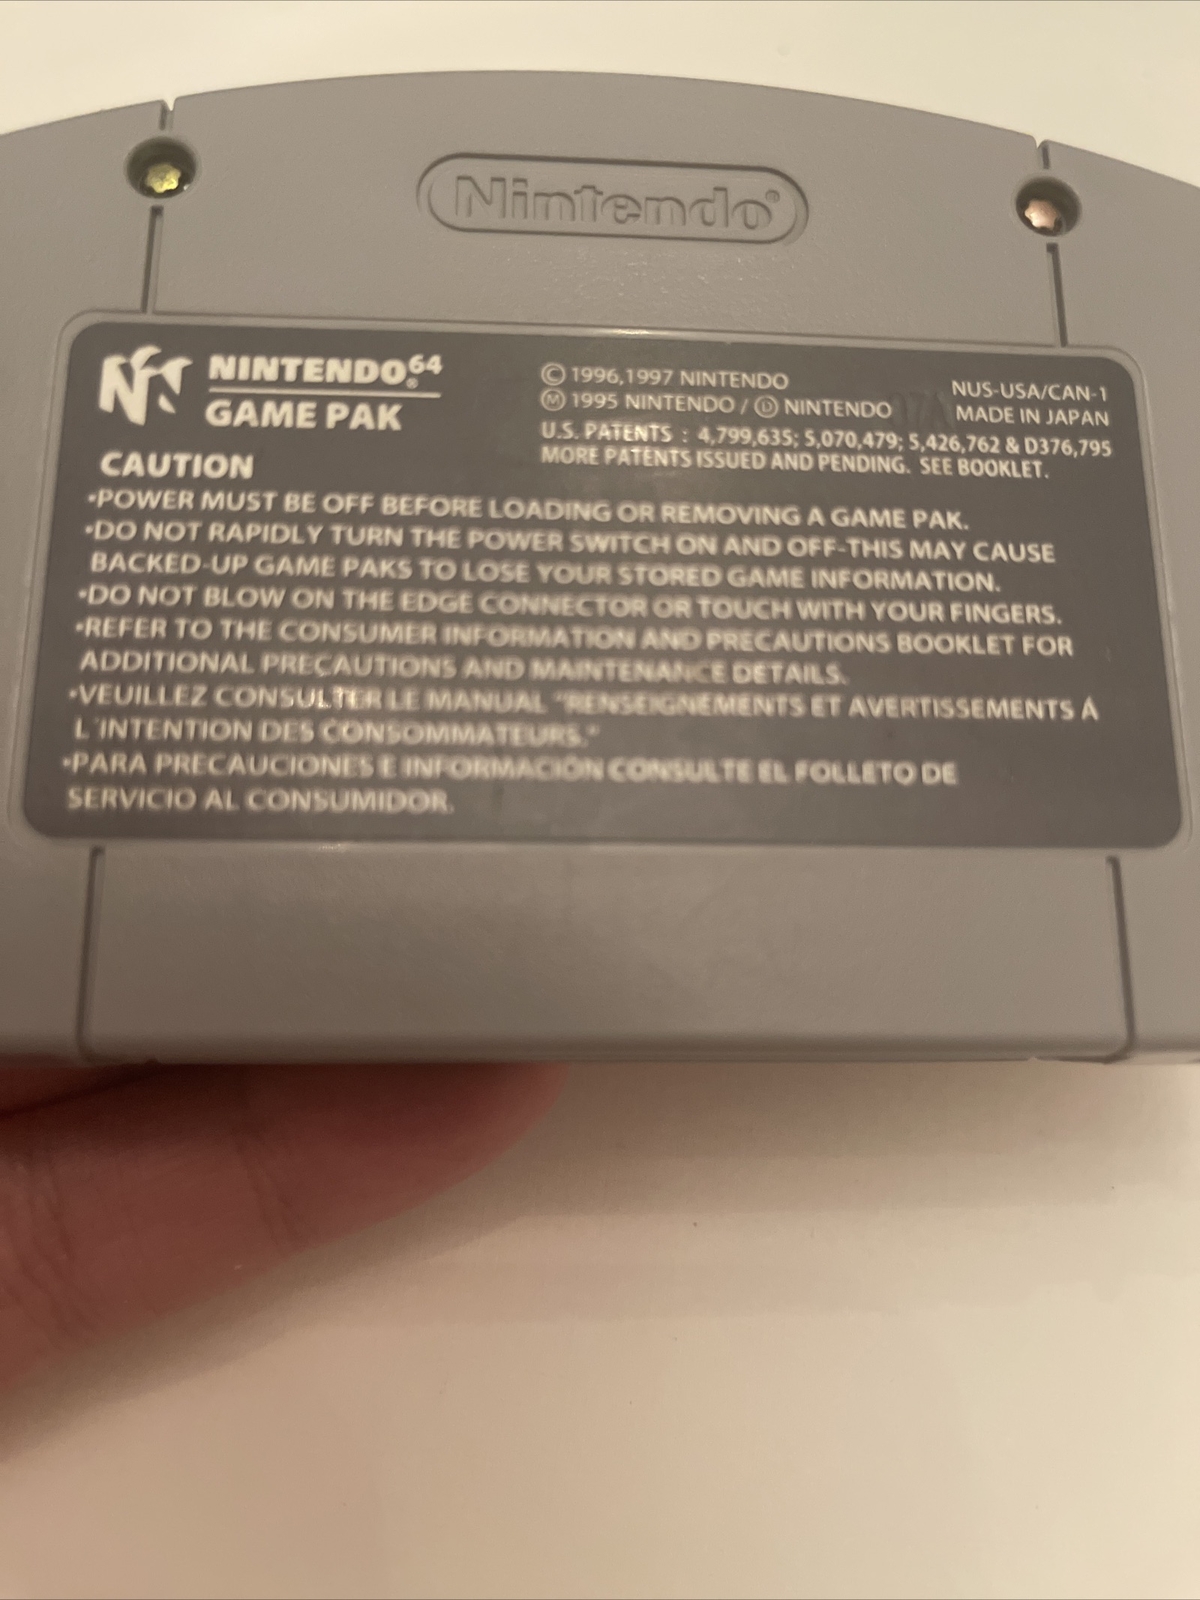 Nintendo®
NINTENDO64®
GAME PAK
© 1996,1997 NINTENDO
Ⓜ 1995 NINTENDO / Ⓓ NINTENDO
U.S. PATENTS : 4,799,635; 5,070,479; 5,426,762 & D376,795
MORE PATENTS ISSUED AND PENDING. SEE BOOKLET.
NUS-USA/CAN-1
MADE IN JAPAN
CAUTION
•POWER MUST BE OFF BEFORE LOADING OR REMOVING A GAME PAK.
•DO NOT RAPIDLY TURN THE POWER SWITCH ON AND OFF-THIS MAY CAUSE
BACKED-UP GAME PAKS TO LOSE YOUR STORED GAME INFORMATION.
•DO NOT BLOW ON THE EDGE CONNECTOR OR TOUCH WITH YOUR FINGERS.
•REFER TO THE CONSUMER INFORMATION AND PRECAUTIONS BOOKLET FOR
ADDITIONAL PRECAUTIONS AND MAINTENANCE DETAILS.
•VEUILLEZ CONSULTER LE MANUAL "RENSEIGNEMENTS ET AVERTISSEMENTS Á
L'INTENTION DES CONSOMMATEURS."
•PARA PRECAUCIONES E INFORMACIÓN CONSULTE EL FOLLETO DE
SERVICIO AL CONSUMIDOR.